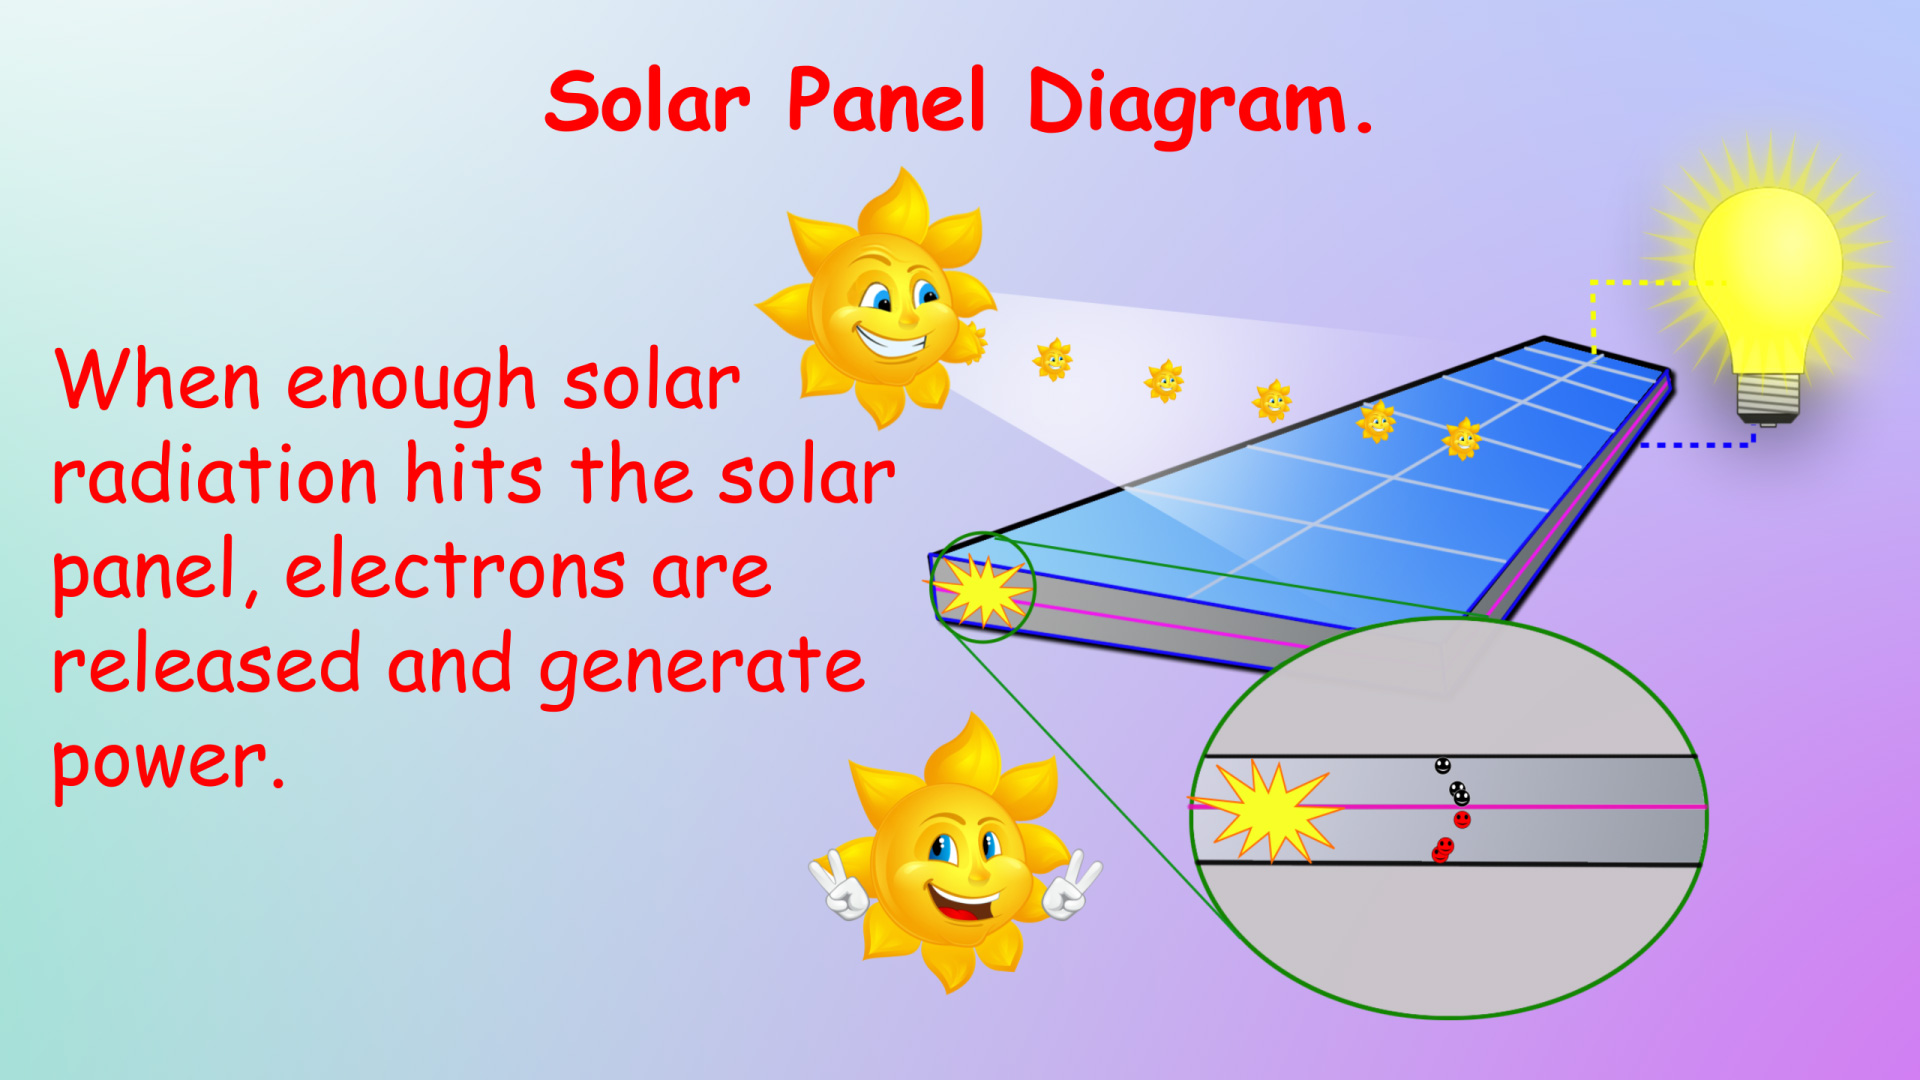 Solar Panel Diagram.
When enough solar
radiation hits the solar
panel, electrons are
released and generate
power.